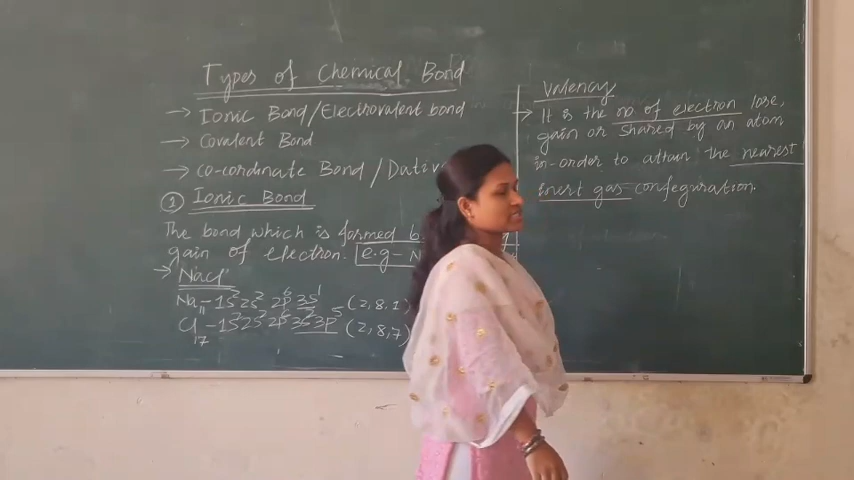 Types of Chemical Bond
→ Ionic Bond/Electrovalent bond
→ Covalent Bond
→ Co-coordinate Bond/Dative
① Ionic Bond
The bond which is formed b
gain of electron. e.g - N
→ NaCl
Na₁₁ - 1s² 2s² 2p⁶ 3s¹ (2,8,1)
Cl₁₇ - 1s² 2s² 2p⁶ 3s² 3p⁵ (2,8,7)
Valency
→ It is the no of electron lose,
gain or shared by an atom
in-order to attain the nearest
inert gas configuration.